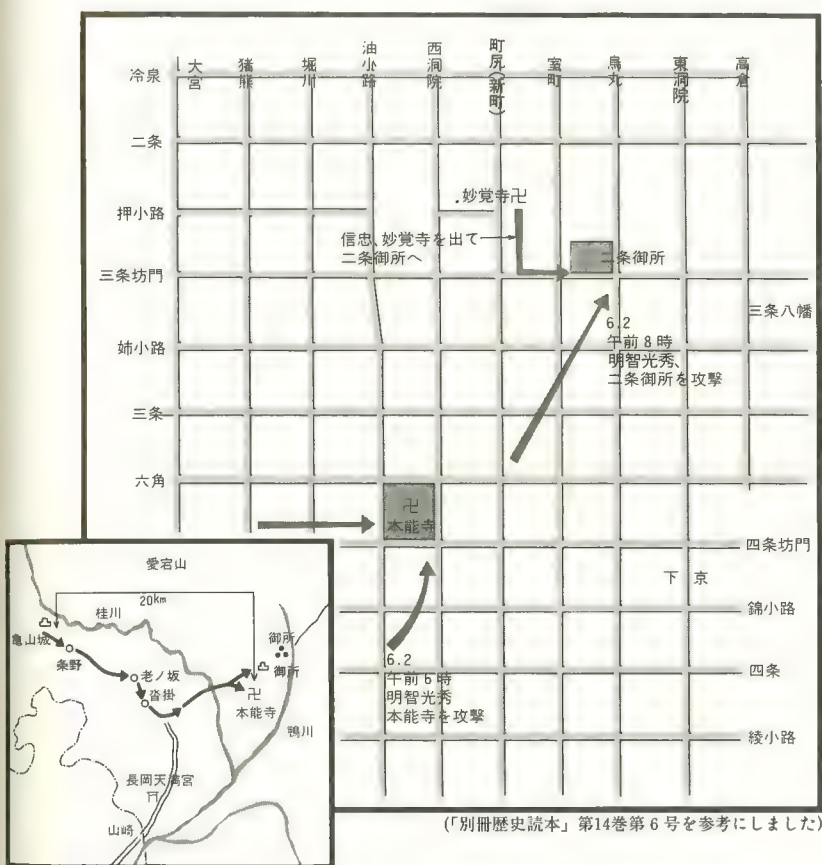 冷泉
大宮
猪熊
堀川
油小路
西洞院
町尻(新町)
室町
烏丸
東洞院
高倉
二条
押小路
三条坊門
姉小路
三条
六角
卍妙覚寺
信忠、妙覚寺を出て
二条御所へ
二条御所
三条八幡
6.2
午前8時
明智光秀、
二条御所を攻撃
卍
本能寺
四条坊門
下京
錦小路
四条
綾小路
6.2
午前6時
明智光秀
本能寺を攻撃
愛宕山
20km
桂川
亀山城
条野
老ノ坂
沓掛
御所
御所
卍
本能寺
鴨川
長岡天満宮
山崎
(「別冊歴史読本」第14巻第6号を参考にしました)